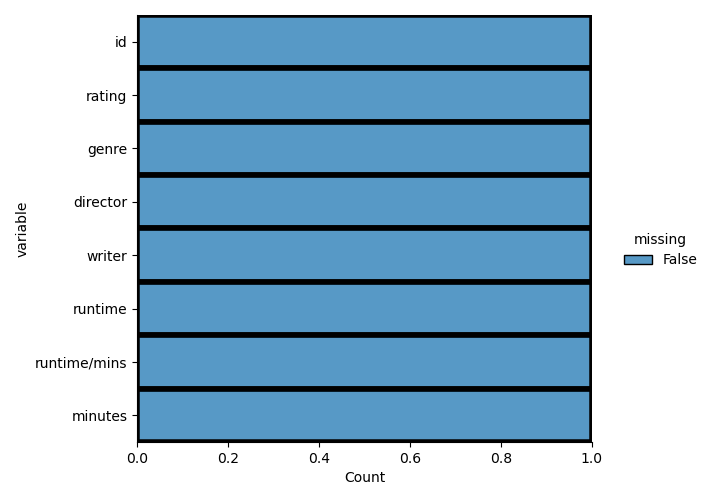 id
rating
genre
director
writer
runtime
runtime/mins
minutes
variable
0.0 0.2 0.4 0.6 0.8 1.0
Count
missing
False